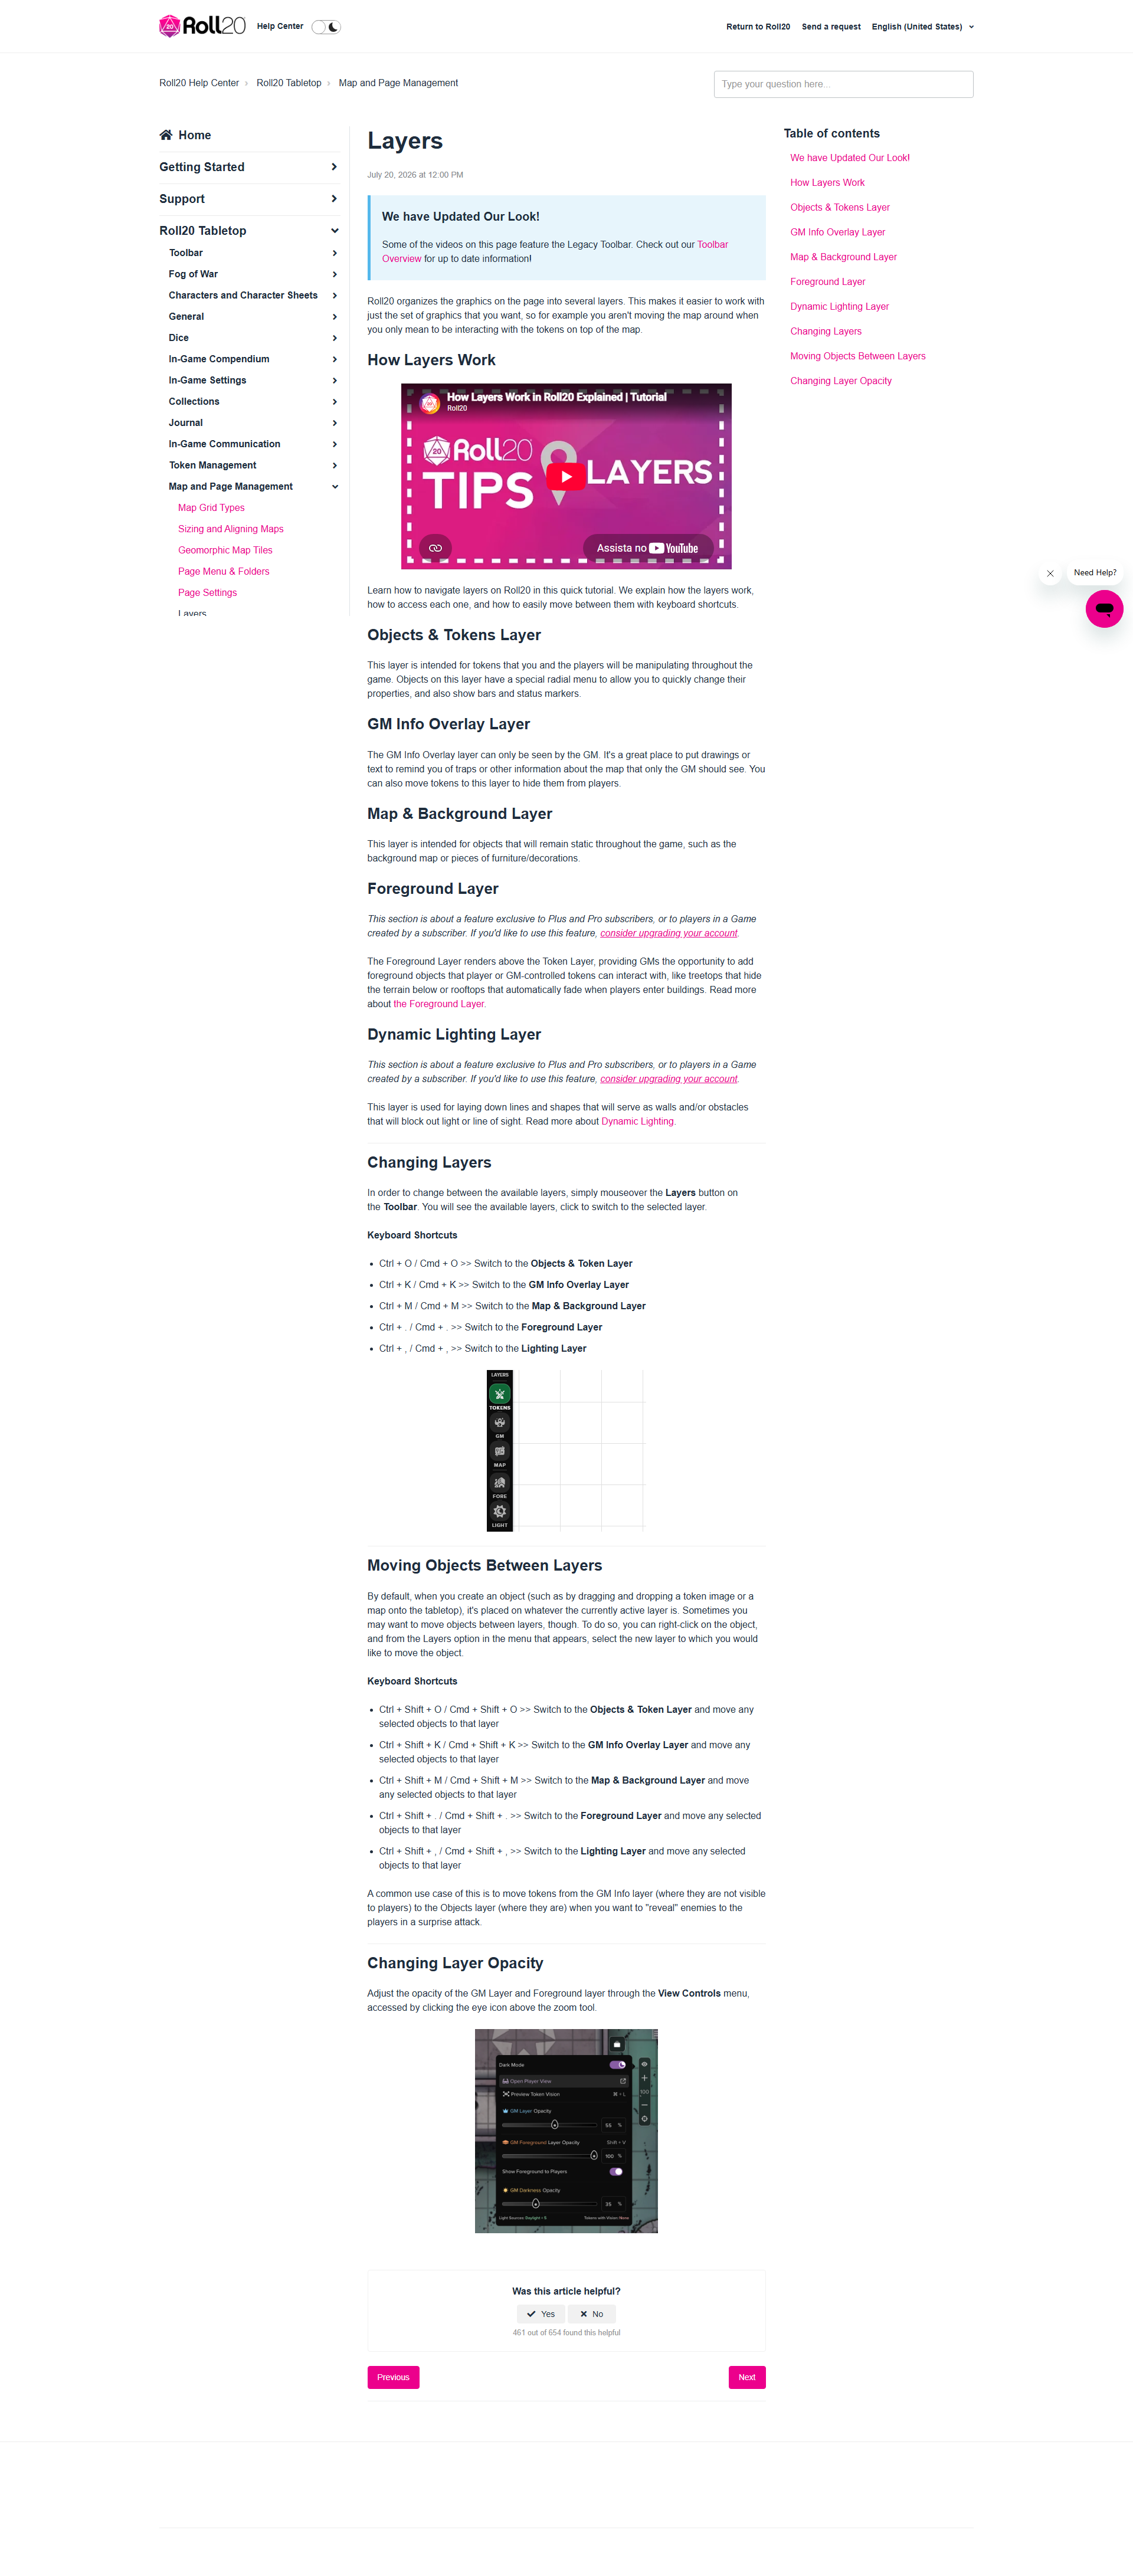 Roll20
Help Center
Return to Roll20
Send a request
English (United States)
Roll20 Help Center
Roll20 Tabletop
Map and Page Management
Type your question here...
Home
Getting Started
Support
Roll20 Tabletop
Toolbar
Fog of War
Characters and Character Sheets
General
Dice
In-Game Compendium
In-Game Settings
Collections
Journal
In-Game Communication
Token Management
Map and Page Management
Map Grid Types
Sizing and Aligning Maps
Geomorphic Map Tiles
Page Menu & Folders
Page Settings
Layers
Layers
July 20, 2026 at 12:00 PM
We have Updated Our Look!
Some of the videos on this page feature the Legacy Toolbar. Check out our Toolbar
Overview for up to date information!
Roll20 organizes the graphics on the page into several layers. This makes it easier to work with
just the set of graphics that you want, so for example you aren't moving the map around when
you only mean to be interacting with the tokens on top of the map.
How Layers Work
How Layers Work in Roll20 Explained | Tutorial
Roll20
Roll20
TIPS
LAYERS
Assista no YouTube
Learn how to navigate layers on Roll20 in this quick tutorial. We explain how the layers work,
how to access each one, and how to easily move between them with keyboard shortcuts.
Objects & Tokens Layer
This layer is intended for tokens that you and the players will be manipulating throughout the
game. Objects on this layer have a special radial menu to allow you to quickly change their
properties, and also show bars and status markers.
GM Info Overlay Layer
The GM Info Overlay layer can only be seen by the GM. It's a great place to put drawings or
text to remind you of traps or other information about the map that only the GM should see. You
can also move tokens to this layer to hide them from players.
Map & Background Layer
This layer is intended for objects that will remain static throughout the game, such as the
background map or pieces of furniture/decorations.
Foreground Layer
This section is about a feature exclusive to Plus and Pro subscribers, or to players in a Game
created by a subscriber. If you'd like to use this feature, consider upgrading your account.
The Foreground Layer renders above the Token Layer, providing GMs the opportunity to add
foreground objects that player or GM-controlled tokens can interact with, like treetops that hide
the terrain below or rooftops that automatically fade when players enter buildings. Read more
about the Foreground Layer.
Dynamic Lighting Layer
This section is about a feature exclusive to Plus and Pro subscribers, or to players in a Game
created by a subscriber. If you'd like to use this feature, consider upgrading your account.
This layer is used for laying down lines and shapes that will serve as walls and/or obstacles
that will block out light or line of sight. Read more about Dynamic Lighting.
Changing Layers
In order to change between the available layers, simply mouseover the Layers button on
the Toolbar. You will see the available layers, click to switch to the selected layer.
Keyboard Shortcuts
Ctrl + O / Cmd + O >> Switch to the Objects & Token Layer
Ctrl + K / Cmd + K >> Switch to the GM Info Overlay Layer
Ctrl + M / Cmd + M >> Switch to the Map & Background Layer
Ctrl + . / Cmd + . >> Switch to the Foreground Layer
Ctrl + , / Cmd + , >> Switch to the Lighting Layer
LAYERS
TOKENS
GM
MAP
FORE
LIGHT
Moving Objects Between Layers
By default, when you create an object (such as by dragging and dropping a token image or a
map onto the tabletop), it's placed on whatever the currently active layer is. Sometimes you
may want to move objects between layers, though. To do so, you can right-click on the object,
and from the Layers option in the menu that appears, select the new layer to which you would
like to move the object.
Keyboard Shortcuts
Ctrl + Shift + O / Cmd + Shift + O >> Switch to the Objects & Token Layer and move any
selected objects to that layer
Ctrl + Shift + K / Cmd + Shift + K >> Switch to the GM Info Overlay Layer and move any
selected objects to that layer
Ctrl + Shift + M / Cmd + Shift + M >> Switch to the Map & Background Layer and move
any selected objects to that layer
Ctrl + Shift + . / Cmd + Shift + . >> Switch to the Foreground Layer and move any selected
objects to that layer
Ctrl + Shift + , / Cmd + Shift + , >> Switch to the Lighting Layer and move any selected
objects to that layer
A common use case of this is to move tokens from the GM Info layer (where they are not visible
to players) to the Objects layer (where they are) when you want to "reveal" enemies to the
players in a surprise attack.
Changing Layer Opacity
Adjust the opacity of the GM Layer and Foreground layer through the View Controls menu,
accessed by clicking the eye icon above the zoom tool.
Dark Mode
Open Player View
Preview Token Vision ⌘ + L
GM Layer Opacity
55 %
GM Foreground Layer Opacity Shift + V
100 %
Show Foreground to Players
GM Darkness Opacity
35 %
Light Sources: Daylight + 5 Tokens with Vision: None
100
Was this article helpful?
Yes
No
461 out of 654 found this helpful
Previous
Next
Table of contents
We have Updated Our Look!
How Layers Work
Objects & Tokens Layer
GM Info Overlay Layer
Map & Background Layer
Foreground Layer
Dynamic Lighting Layer
Changing Layers
Moving Objects Between Layers
Changing Layer Opacity
Need Help?